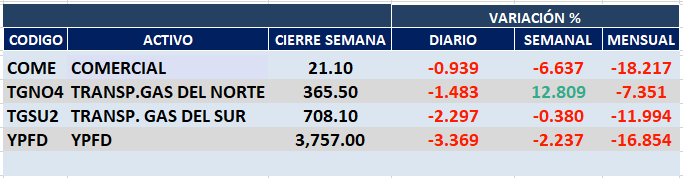 VARIACIÓN %
CODIGO ACTIVO CIERRE SEMANA DIARIO SEMANAL MENSUAL
COME COMERCIAL 21.10 -0.939 -6.637 -18.217
TGNO4 TRANSP.GAS DEL NORTE 365.50 -1.483 12.809 -7.351
TGSU2 TRANSP. GAS DEL SUR 708.10 -2.297 -0.380 -11.994
YPFD YPFD 3,757.00 -3.369 -2.237 -16.854